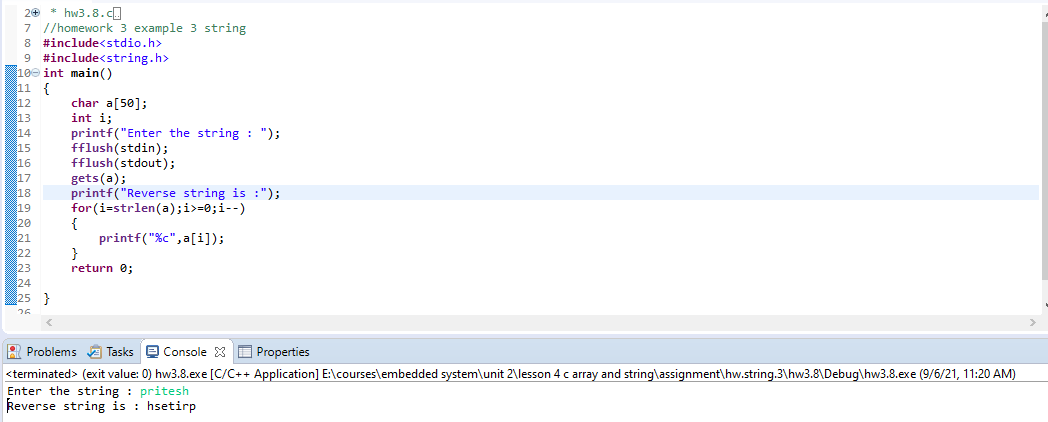 2 * hw3.8.c
7 //homework 3 example 3 string
8 #include<stdio.h>
9 #include<string.h>
10 int main()
11 {
12 char a[50];
13 int i;
14 printf("Enter the string : ");
15 fflush(stdin);
16 fflush(stdout);
17 gets(a);
18 printf("Reverse string is :");
19 for(i=strlen(a);i>=0;i--)
20 {
21 printf("%c",a[i]);
22 }
23 return 0;
24
25 }
26
Problems Tasks Console Properties
<terminated> (exit value: 0) hw3.8.exe [C/C++ Application] E:\courses\embedded system\unit 2\lesson 4 c array and string\assignment\hw.string.3\hw3.8\Debug\hw3.8.exe (9/6/21, 11:20 AM)
Enter the string : pritesh
Reverse string is : hsetirp